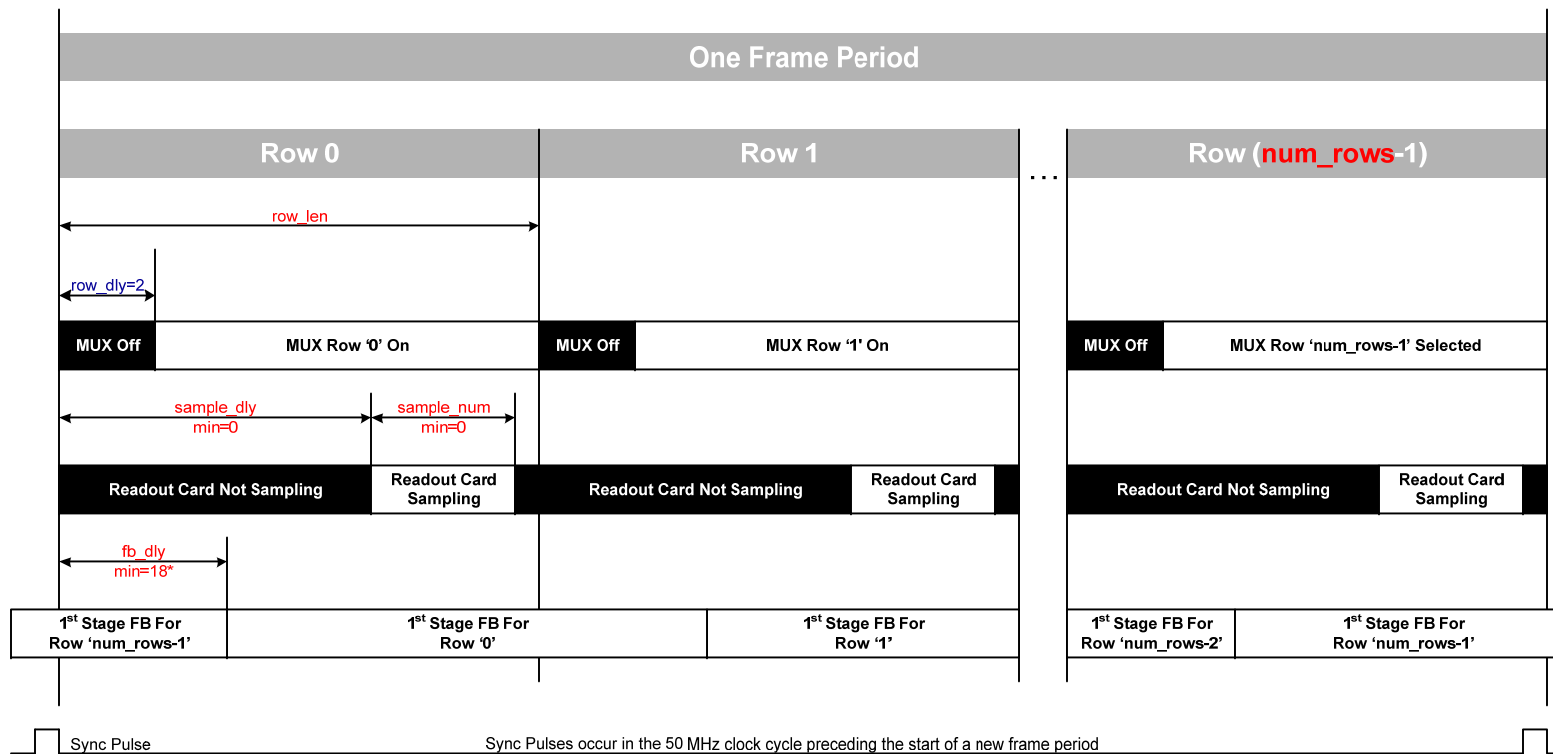 One Frame Period
Row 0
Row 1
...
Row (num_rows-1)
row_len
row_dly=2
MUX Off
MUX Row ‘0’ On
MUX Off
MUX Row ‘1' On
MUX Off
MUX Row ‘num_rows-1’ Selected
sample_dly
min=0
sample_num
min=0
Readout Card Not Sampling
Readout Card
Sampling
Readout Card Not Sampling
Readout Card
Sampling
Readout Card Not Sampling
Readout Card
Sampling
fb_dly
min=18*
1st Stage FB For
Row ‘num_rows-1’
1st Stage FB For
Row ‘0’
1st Stage FB For
Row ‘1’
1st Stage FB For
Row ‘num_rows-2’
1st Stage FB For
Row ‘num_rows-1’
Sync Pulse
Sync Pulses occur in the 50 MHz clock cycle preceding the start of a new frame period